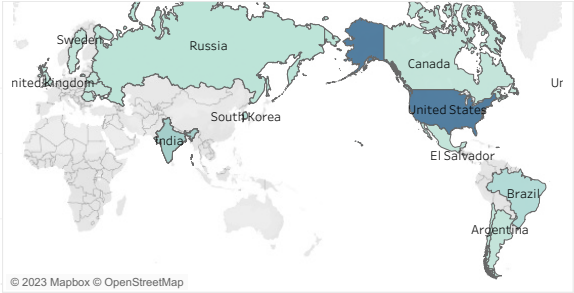 Sweden
Russia
Canada
nited Kingdom
Ur
United States
South Korea
India
El Salvador
Brazil
Argentina
© 2023 Mapbox © OpenStreetMap